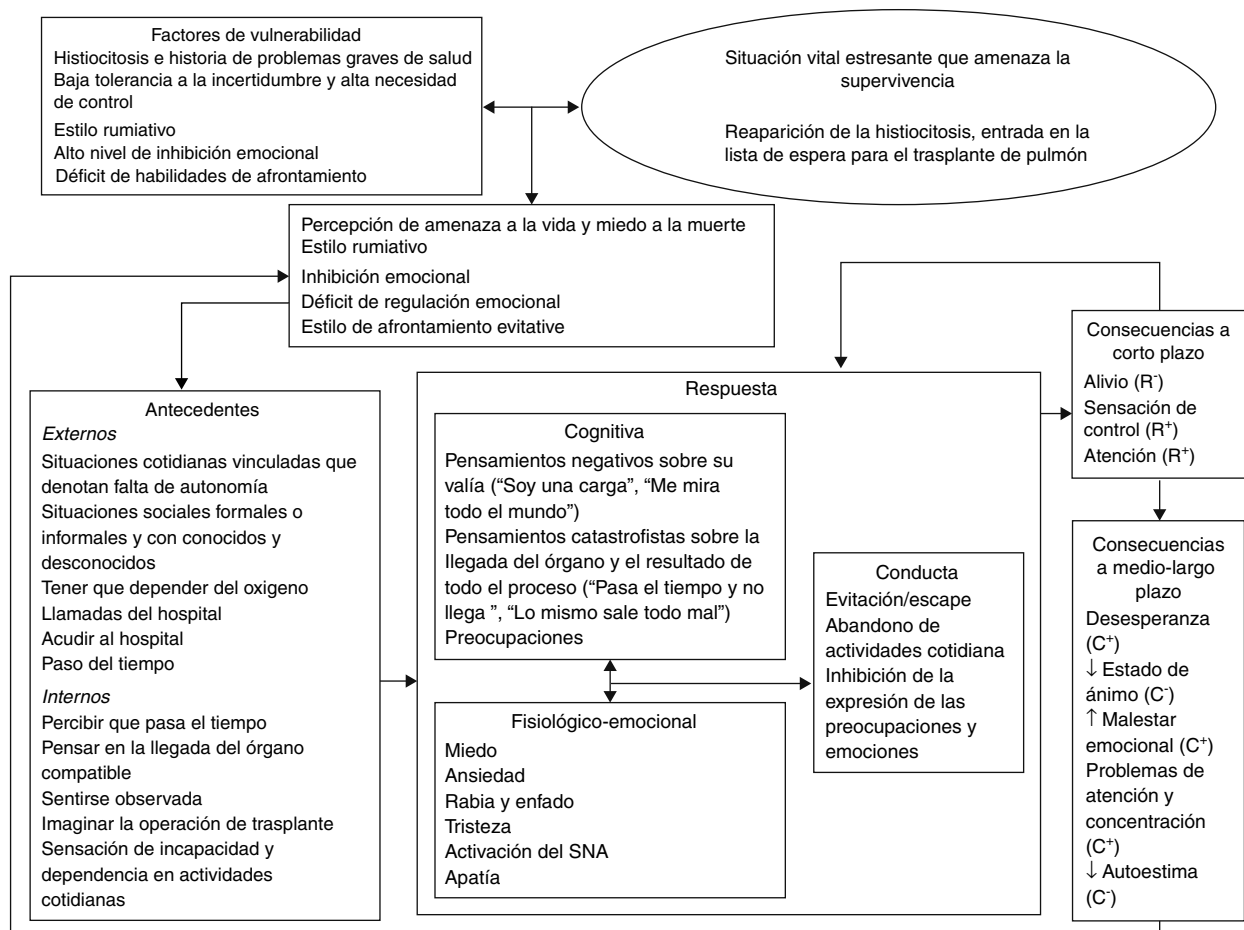 Factores de vulnerabilidad
Histiocitosis e historia de problemas graves de salud
Baja tolerancia a la incertidumbre y alta necesidad
de control
Estilo rumiativo
Alto nivel de inhibición emocional
Déficit de habilidades de afrontamiento
Situación vital estresante que amenaza la
supervivencia
Reaparición de la histiocitosis, entrada en la
lista de espera para el trasplante de pulmón
Percepción de amenaza a la vida y miedo a la muerte
Estilo rumiativo
Inhibición emocional
Déficit de regulación emocional
Estilo de afrontamiento evitative
Antecedentes
Externos
Situaciones cotidianas vinculadas que
denotan falta de autonomía
Situaciones sociales formales o
informales y con conocidos y
desconocidos
Tener que depender del oxigeno
Llamadas del hospital
Acudir al hospital
Paso del tiempo
Internos
Percibir que pasa el tiempo
Pensar en la llegada del órgano
compatible
Sentirse observada
Imaginar la operación de trasplante
Sensación de incapacidad y
dependencia en actividades
cotidianas
Respuesta
Cognitiva
Pensamientos negativos sobre su
valía (“Soy una carga”, “Me mira
todo el mundo”)
Pensamientos catastrofistas sobre la
llegada del órgano y el resultado de
todo el proceso (“Pasa el tiempo y no
llega ”, “Lo mismo sale todo mal”)
Preocupaciones
Fisiológico-emocional
Miedo
Ansiedad
Rabia y enfado
Tristeza
Activación del SNA
Apatía
Conducta
Evitación/escape
Abandono de
actividades cotidiana
Inhibición de la
expresión de las
preocupaciones y
emociones
Consecuencias a
corto plazo
Alivio (R⁻)
Sensación de
control (R⁺)
Atención (R⁺)
Consecuencias
a medio-largo
plazo
Desesperanza
(C⁺)
↓ Estado de
ánimo (C⁻)
↑ Malestar
emocional (C⁺)
Problemas de
atención y
concentración
(C⁺)
↓ Autoestima
(C⁻)